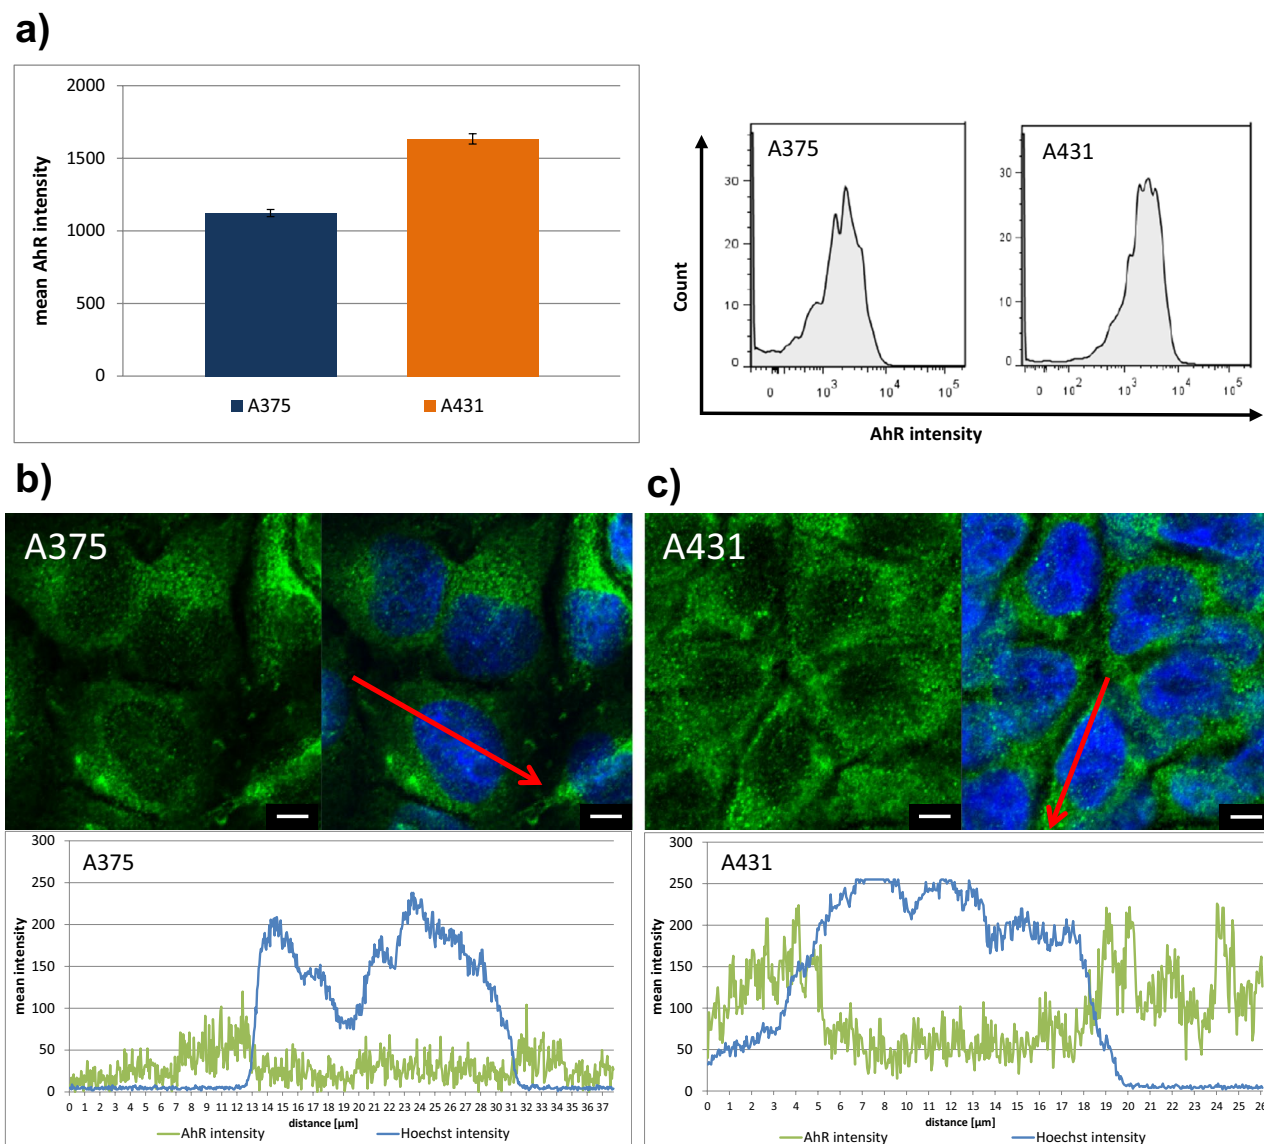 a)
2000
1500
1000
500
0
mean AhR intensity
A375 A431
A375
30
20
10
0
0 10³ 10⁴ 10⁵
A431
30
20
10
0
0 10² 10³ 10⁴ 10⁵
Count
AhR intensity
b)
A375
c)
A431
A375
300
250
200
150
100
50
0
mean intensity
0 1 2 3 4 5 6 7 8 9 10 11 12 13 14 15 16 17 18 19 20 21 22 23 24 25 26 27 28 29 30 31 32 33 34 35 36 37
distance [µm]
AhR intensity Hoechst intensity
A431
300
250
200
150
100
50
0
mean intensity
0 1 2 3 4 5 6 7 8 9 10 11 12 13 14 15 16 17 18 19 20 21 22 23 24 25 26
distance [µm]
AhR intensity Hoechst intensity